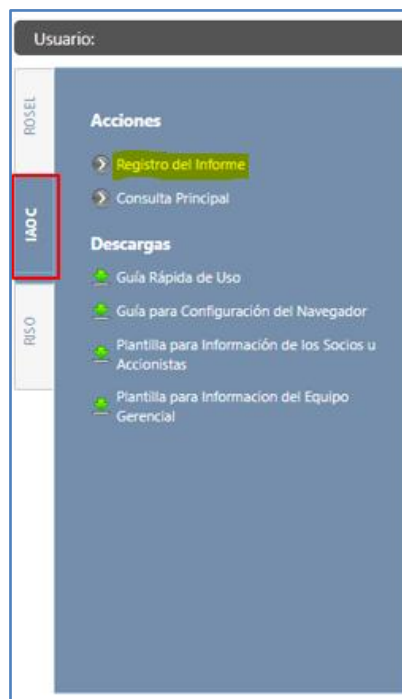 Usuario:
ROSEL
IAOC
RISO
Acciones
Registro del Informe
Consulta Principal
Descargas
Guía Rápida de Uso
Guía para Configuración del Navegador
Plantilla para Información de los Socios u
Accionistas
Plantilla para Informacion del Equipo
Gerencial